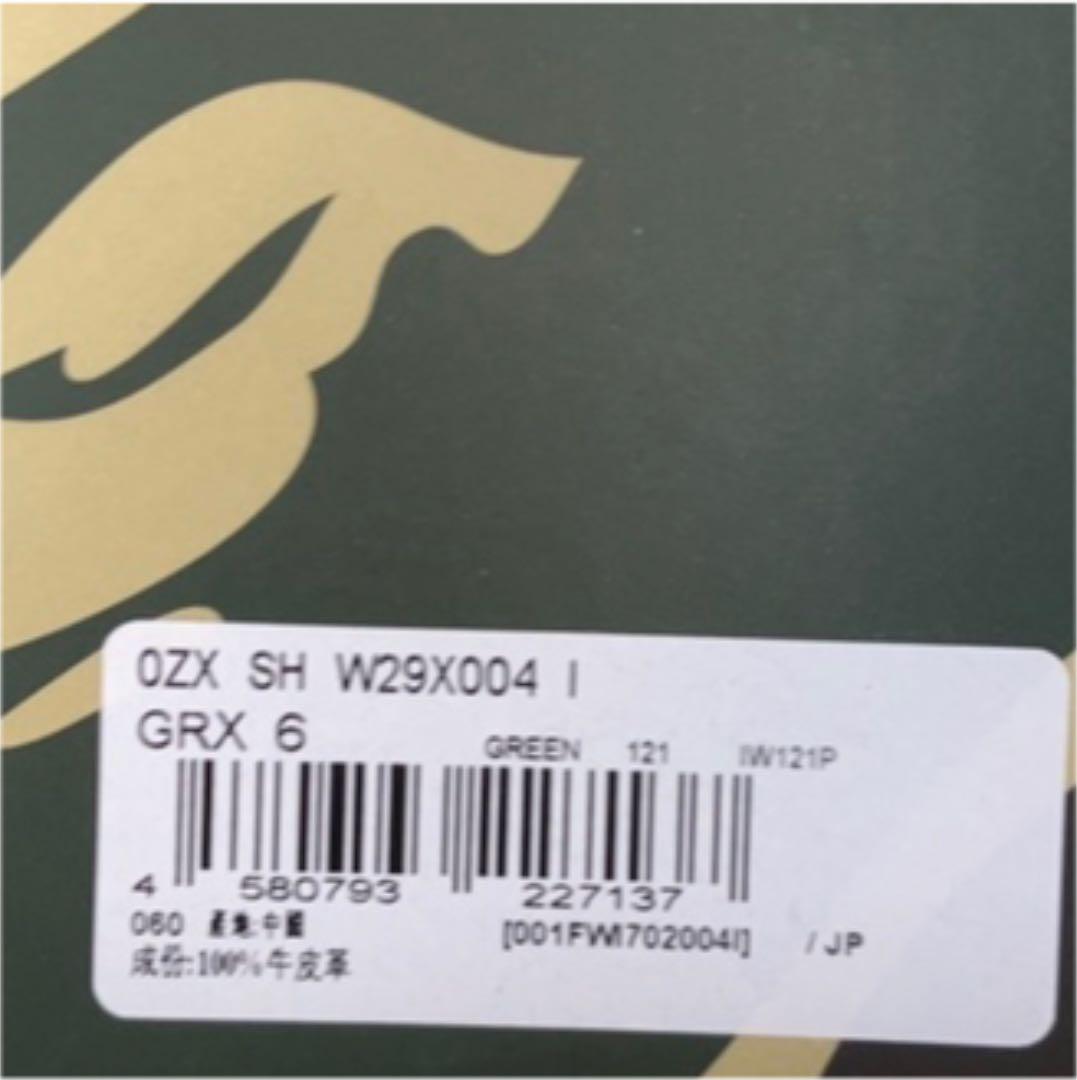 0ZX SH W29X004 I
GRX 6
GREEN 121 IW121P
4 580793 227137
060 產地:中國 [001FWI702004I] / JP
成份:100%牛皮革